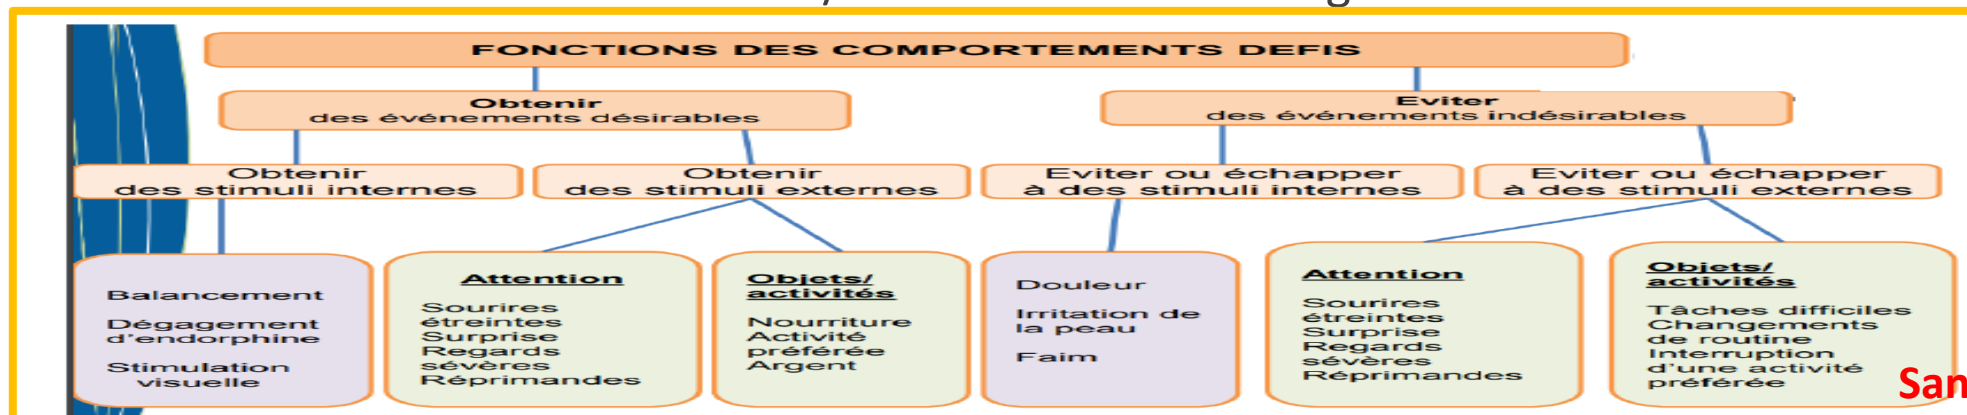 FONCTIONS DES COMPORTEMENTS DEFIS
Obtenir
des événements désirables
Eviter
des événements indésirables
Obtenir
des stimuli internes
Obtenir
des stimuli externes
Eviter ou échapper
à des stimuli internes
Eviter ou échapper
à des stimuli externes
Balancement
Dégagement
d'endorphine
Stimulation
visuelle
Attention
Sourires
étreintes
Surprise
Regards
sévères
Réprimandes
Objets/
activités
Nourriture
Activité
préférée
Argent
Douleur
Irritation de
la peau
Faim
Attention
Sourires
étreintes
Surprise
Regards
sévères
Réprimandes
Objets/
activités
Tâches difficiles
Changements
de routine
Interruption
d'une activité
préférée
San